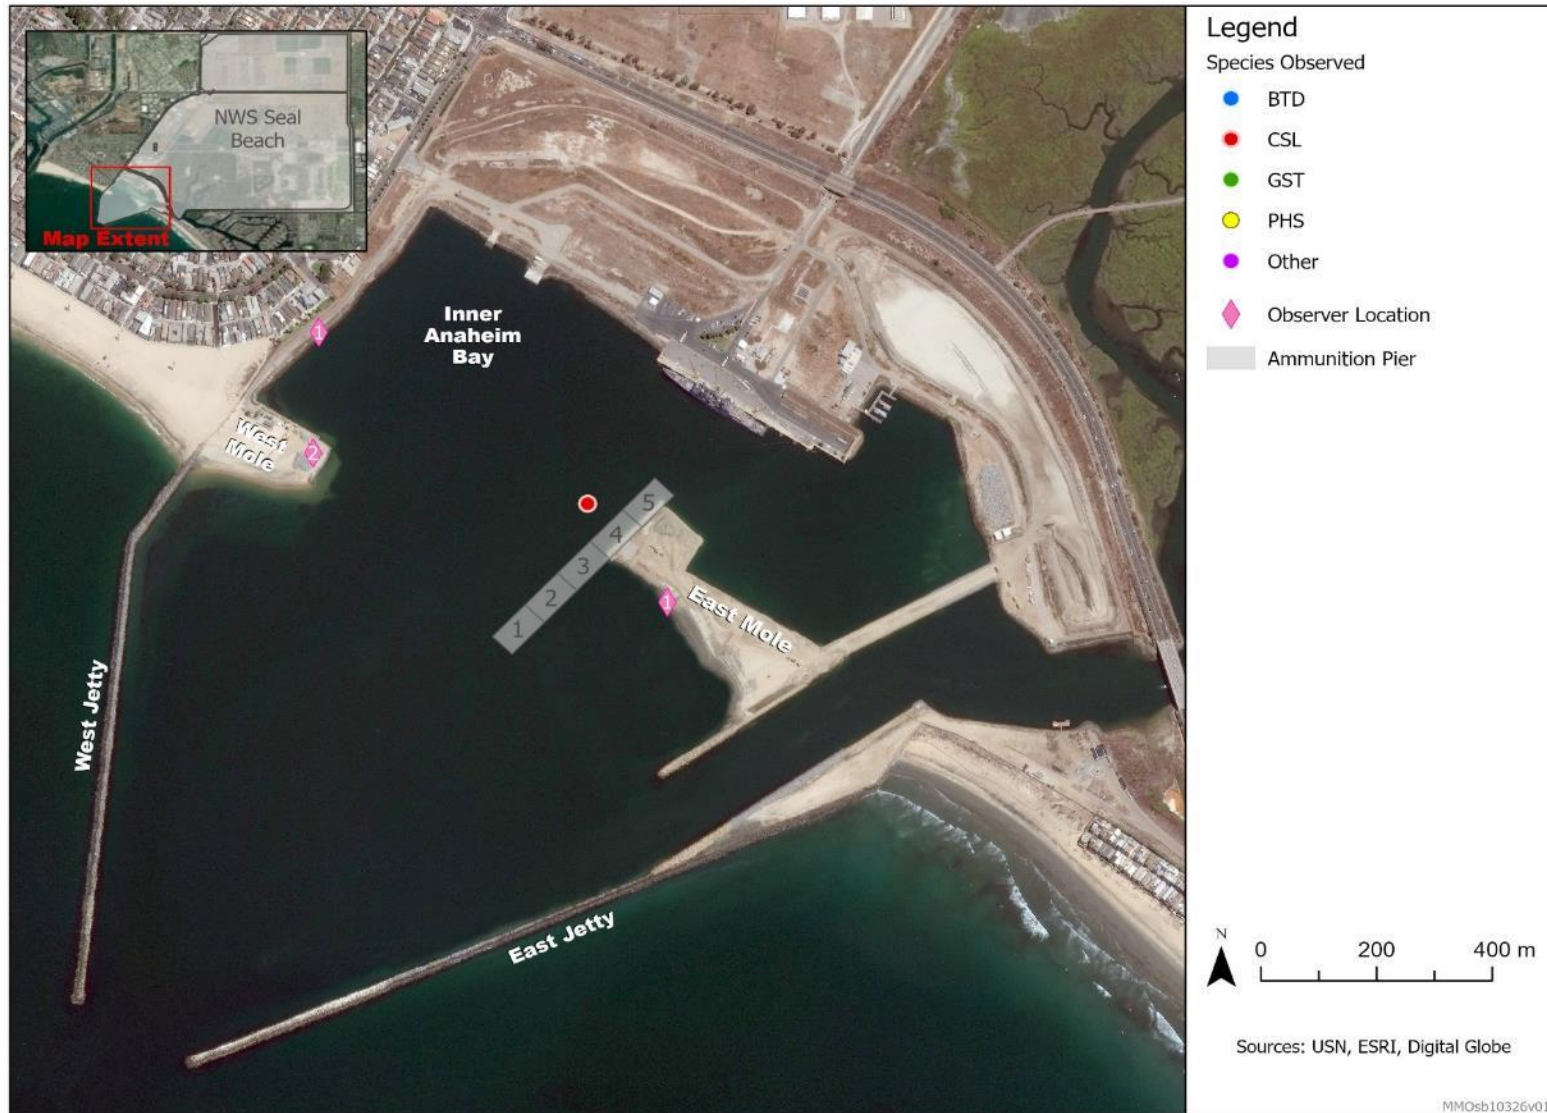 NWS Seal
Beach
Map Extent
Inner
Anaheim
Bay
1
West
Mole
2
5
4
3
2
1
1
East Mole
West Jetty
East Jetty
Legend
Species Observed
BTD
CSL
GST
PHS
Other
Observer Location
Ammunition Pier
N
0 200 400 m
Sources: USN, ESRI, Digital Globe
MMOsb10326v01